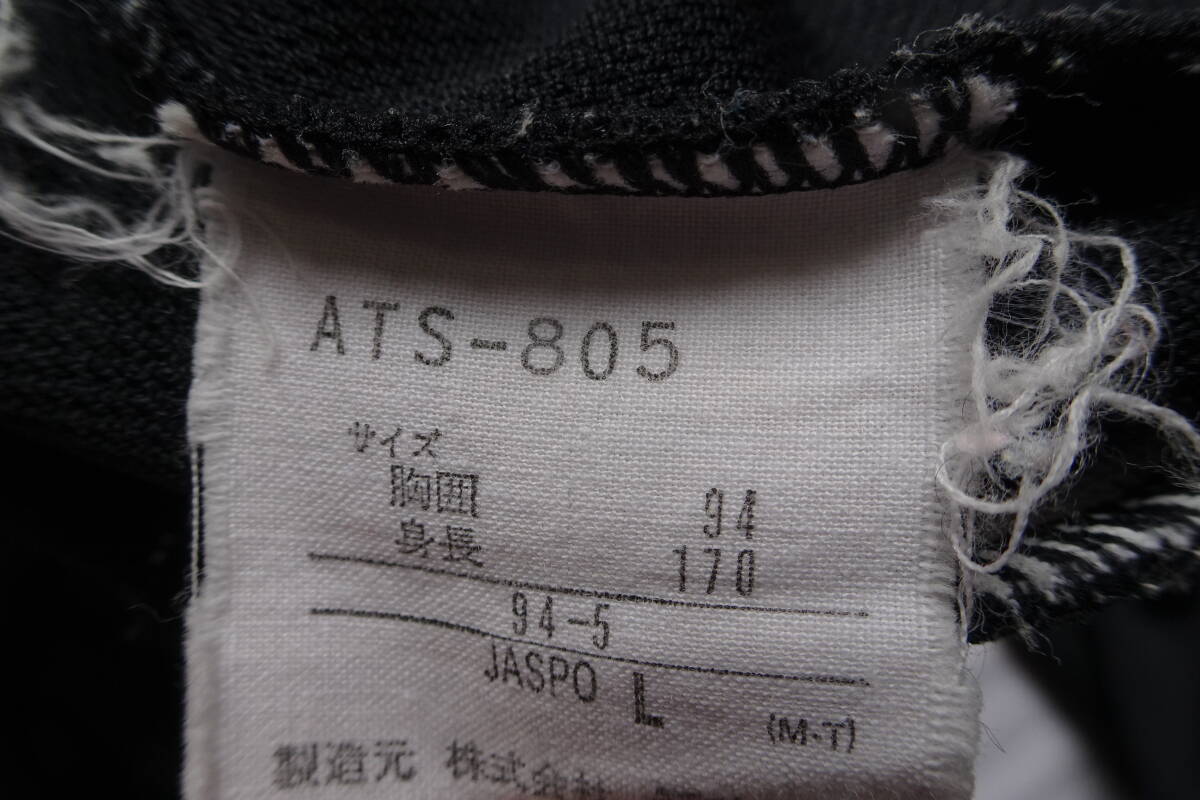 ATS-805
サイズ
胸囲 94
身長 170
94-5
JASPO L (M-T)
製造元 株式会社